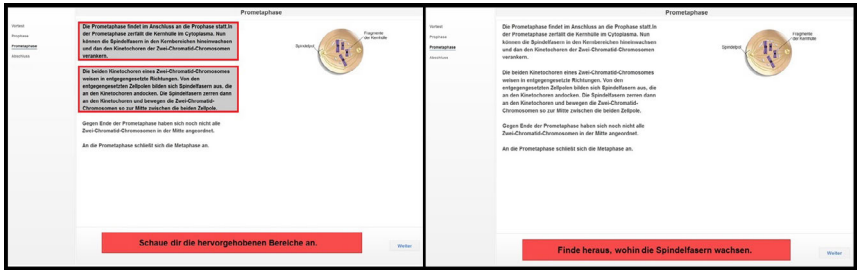 Prometaphase
Vortest
Prophase
Prometaphase
Abschluss
Die Prometaphase findet im Anschluss an die Prophase statt.In
der Prometaphase zerfällt die Kernhülle im Cytoplasma. Nun
können die Spindelfasern in den Kernbereichen hineinwachsen
und dan den Kinetochoren der Zwei-Chromatid-Chromosomen
verankern.
Die beiden Kinetochoren eines Zwei-Chromatid-Chromosomes
weisen in entgegengesetzte Richtungen. Von den
entgegengesetzten Zellpolen bilden sich Spindelfasern aus, die
an den Kinetochoren andocken. Die Spindelfasern zerren dann
an den Kinetochoren und bewegen die Zwei-Chromatid-
Chromosomen so zur Mitte zwischen die beiden Zellpole.
Gegen Ende der Prometaphase haben sich noch nicht alle
Zwei-Chromatid-Chromosomen in der Mitte angeordnet.
An die Prometaphase schließt sich die Metaphase an.
Spindelpol
Fragmente
der Kernhülle
Schaue dir die hervorgehobenen Bereiche an.
Weiter
Prometaphase
Vortest
Prophase
Prometaphase
Abschluss
Die Prometaphase findet im Anschluss an die Prophase statt.In
der Prometaphase zerfällt die Kernhülle im Cytoplasma. Nun
können die Spindelfasern in den Kernbereichen hineinwachsen
und dan den Kinetochoren der Zwei-Chromatid-Chromosomen
verankern.
Die beiden Kinetochoren eines Zwei-Chromatid-Chromosomes
weisen in entgegengesetzte Richtungen. Von den
entgegengesetzten Zellpolen bilden sich Spindelfasern aus, die
an den Kinetochoren andocken. Die Spindelfasern zerren dann
an den Kinetochoren und bewegen die Zwei-Chromatid-
Chromosomen so zur Mitte zwischen die beiden Zellpole.
Gegen Ende der Prometaphase haben sich noch nicht alle
Zwei-Chromatid-Chromosomen in der Mitte angeordnet.
An die Prometaphase schließt sich die Metaphase an.
Spindelpol
Fragmente
der Kernhülle
Finde heraus, wohin die Spindelfasern wachsen.
Weiter